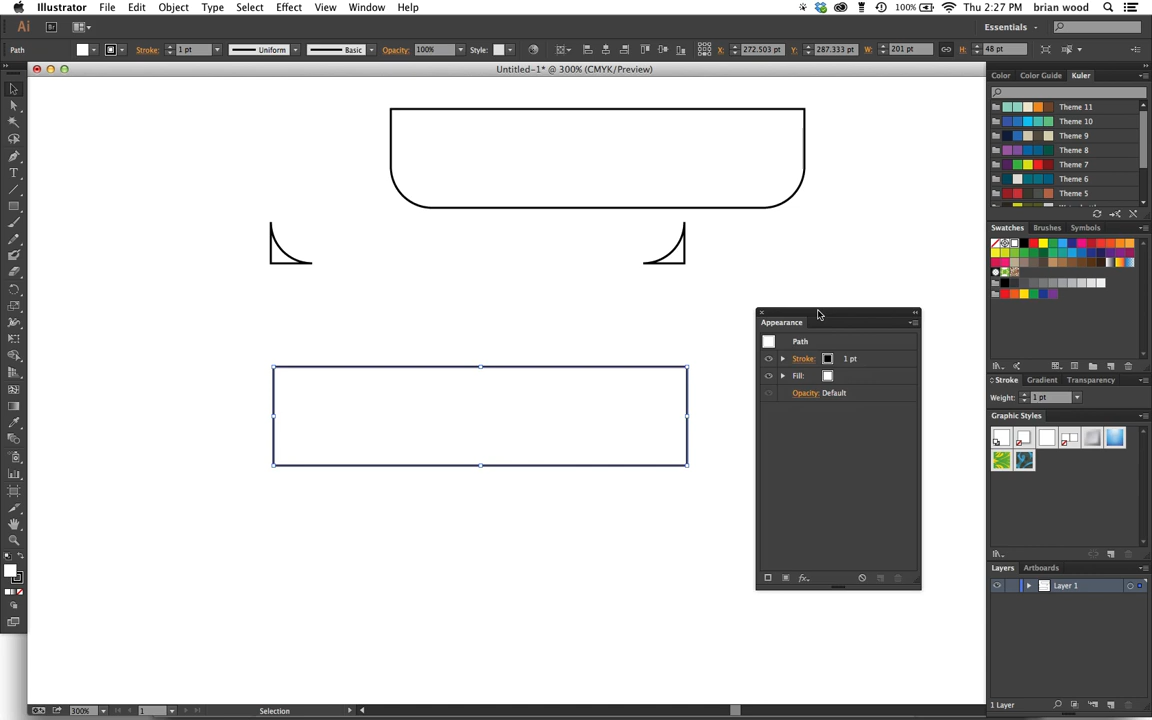 Illustrator File Edit Object Type Select Effect View Window Help 100% Thu 2:27 PM brian wood
Ai Br Essentials
Path Stroke: 1 pt Uniform Basic Opacity: 100% Style: X: 272.503 pt Y: 287.333 pt W: 201 pt H: 48 pt
Untitled-1* @ 300% (CMYK/Preview)
Color Color Guide Kuler
Theme 11
Theme 10
Theme 9
Theme 8
Theme 7
Theme 6
Theme 5
Swatches Brushes Symbols
Appearance
Path
Stroke: 1 pt
Fill:
Opacity: Default
fx
Stroke Gradient Transparency
Weight: 1 pt
Graphic Styles
Layers Artboards
Layer 1
1 Layer
300% 1 Selection